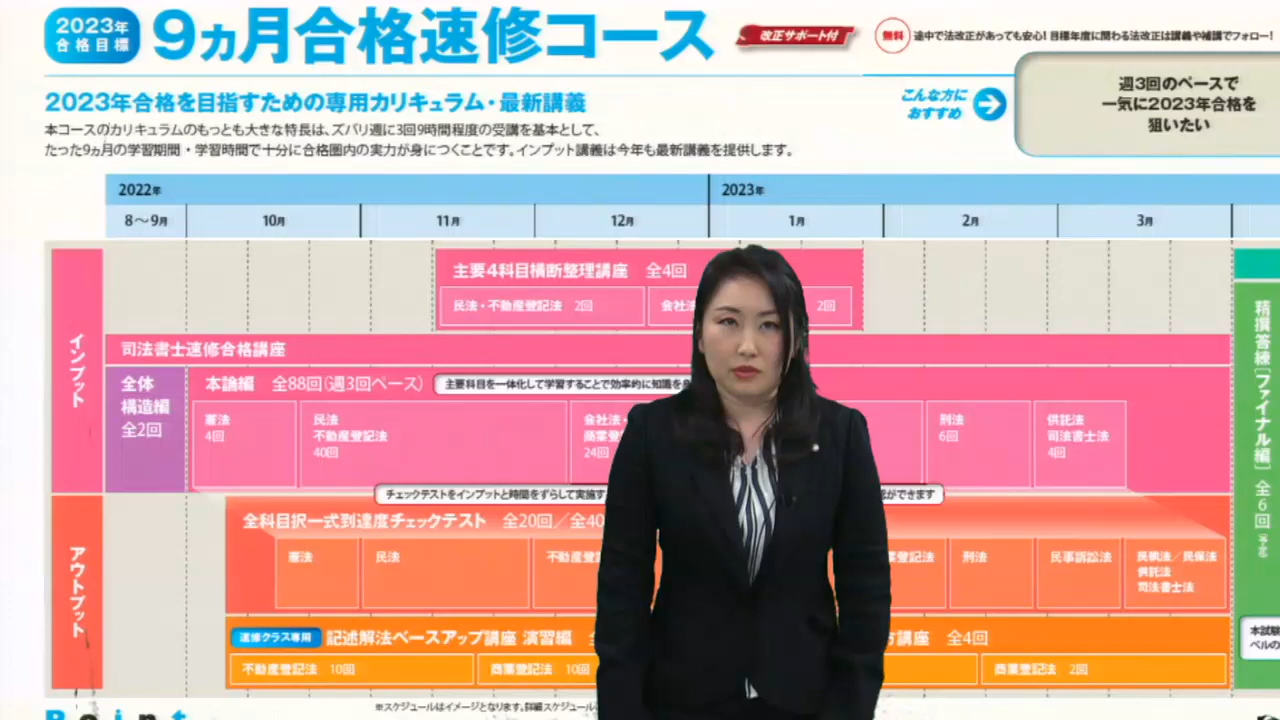 2023年
合格目標
9ヵ月合格速修コース
改正サポート付
無料
途中で法改正があっても安心! 目標年度に関わる法改正は講義や補講でフォロー!
2023年合格を目指すための専用カリキュラム・最新講義
こんな方に
おすすめ
週3回のペースで
一気に2023年合格を
狙いたい
本コースのカリキュラムのもっとも大きな特長は、ズバリ週に3回9時間程度の受講を基本として、
たった9ヵ月の学習期間・学習時間で十分に合格圏内の実力が身につくことです。インプット講義は今年も最新講義を提供します。
2022年
2023年
8〜9月
10月
11月
12月
1月
2月
3月
インプット
主要4科目横断整理講座 全4回
民法・不動産登記法 2回
会社法
2回
司法書士速修合格講座
全体
構造編
全2回
本論編 全88回(週3回ペース)
主要科目を一体化して学習することで効率的に知識を
憲法
4回
民法
不動産登記法
40回
会社法・
商業登
24回
刑法
6回
供託法
司法書士法
4回
チェックテストをインプットと時間をずらして実施す
ができます
アウトプット
全科目択一式到達度チェックテスト 全20回/全40
憲法
民法
不動産登
業登記法
刑法
民事訴訟法
民執法/民保法
供託法
司法書士法
速修クラス専用
記述解法ベースアップ講座 演習編
講座 全4回
不動産登記法 10回
商業登記法 10回
商業登記法 2回
精撰答練[ファイナル編] 全6回(予定)
本試験
ベルの
※スケジュールはイメージとなります。詳細スケジュール
Point